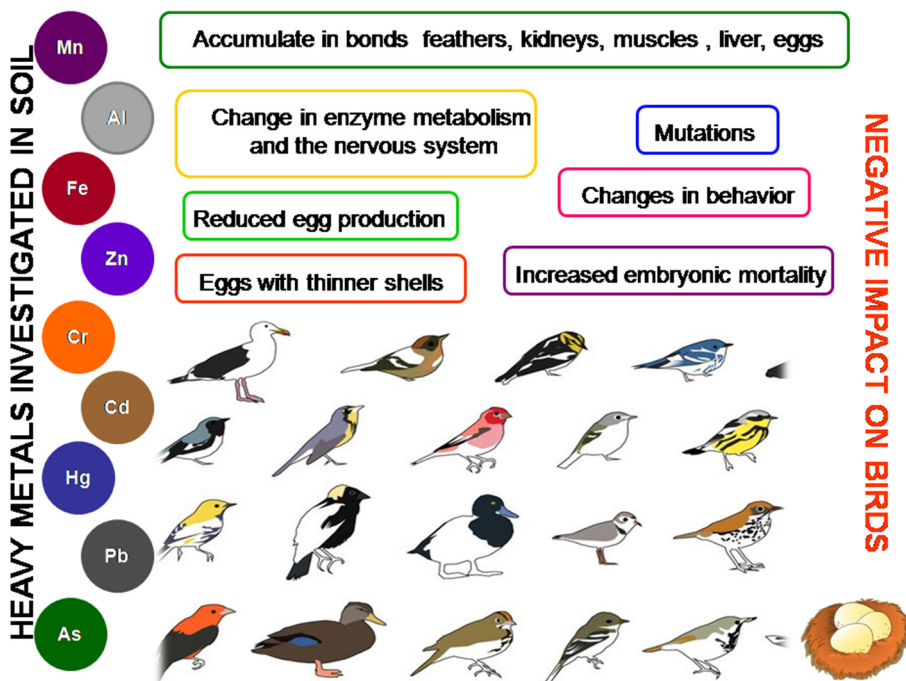 HEAVY METALS INVESTIGATED IN SOIL
Mn
Al
Fe
Zn
Cr
Cd
Hg
Pb
As
Accumulate in bonds feathers, kidneys, muscles , liver, eggs
Change in enzyme metabolism
and the nervous system
Mutations
Changes in behavior
Reduced egg production
Eggs with thinner shells
Increased embryonic mortality
NEGATIVE IMPACT ON BIRDS